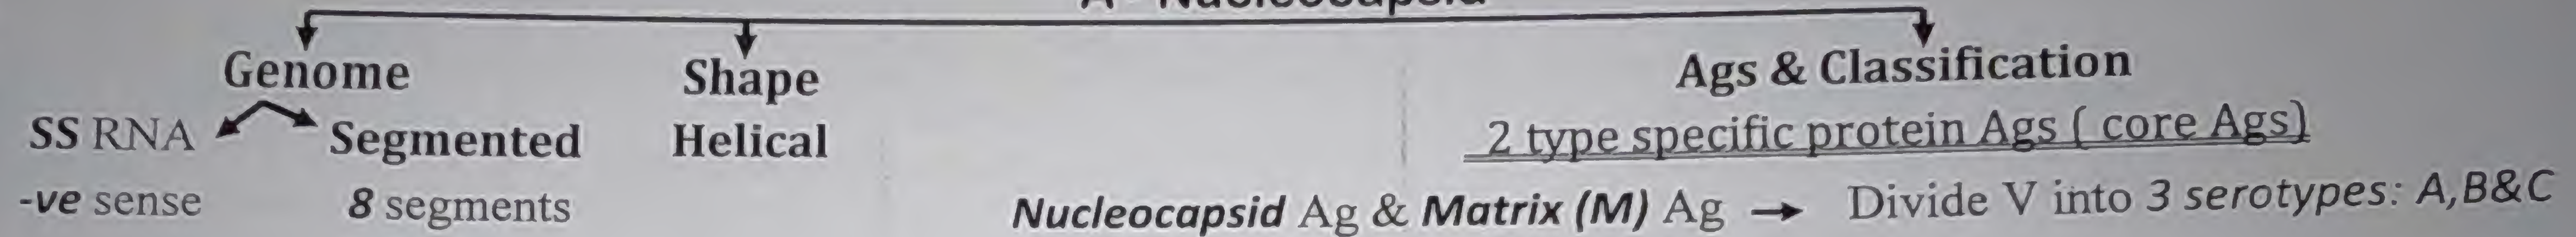 A - Nucleocapsid
Genome Shape Ags & Classification
SS RNA Segmented Helical 2 type specific protein Ags ( core Ags)
-ve sense 8 segments Nucleocapsid Ag & Matrix (M) Ag → Divide V into 3 serotypes: A,B&C